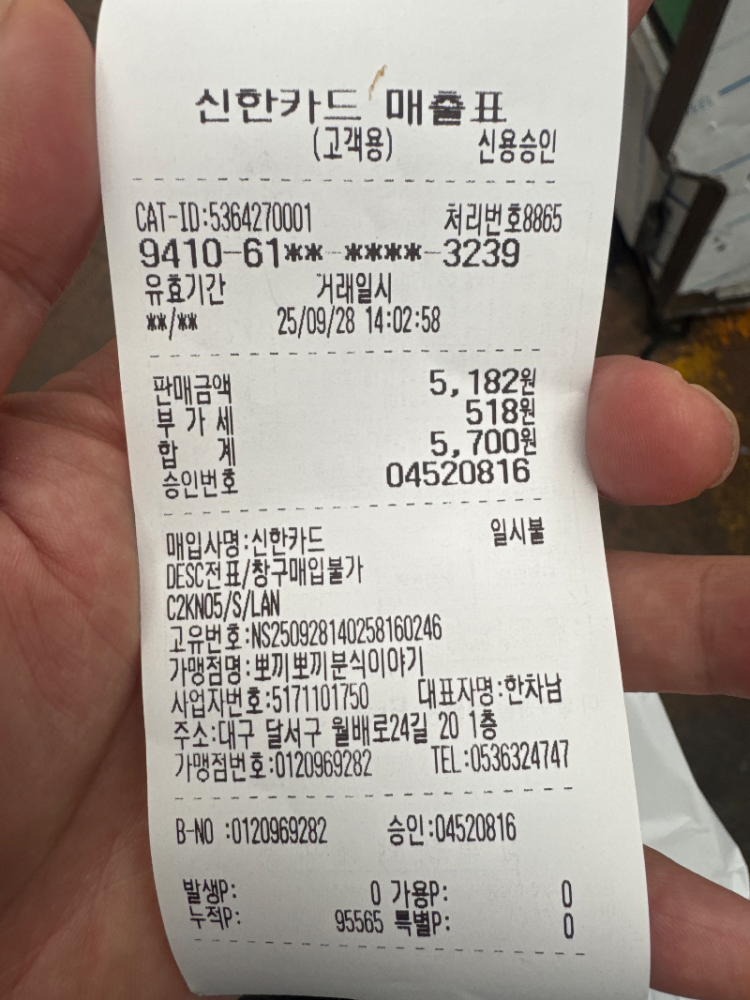 신한카드 매출표
(고객용) 신용승인
CAT-ID:5364270001 처리번호8865
9410-61**-****-3239
유효기간 거래일시
**/** 25/09/28 14:02:58
판매금액 5,182원
부 가 세 518원
합 계 5,700원
승인번호 04520816
매입사명:신한카드 일시불
DESC전표/창구매입불가
C2KN05/S/LAN
고유번호:NS250928140258160246
가맹점명:뽀끼뽀끼분식이야기
사업자번호:5171101750 대표자명:한차남
주소:대구 달서구 월배로24길 20 1층
가맹점번호:0120969282 TEL:0536324747
B-NO :0120969282 승인:04520816
발생P: 0 가용P: 0
누적P: 95565 특별P: 0